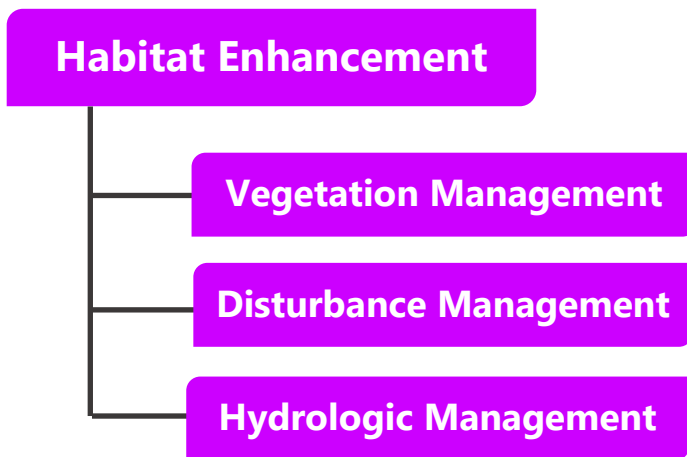 Habitat Enhancement
Vegetation Management
Disturbance Management
Hydrologic Management